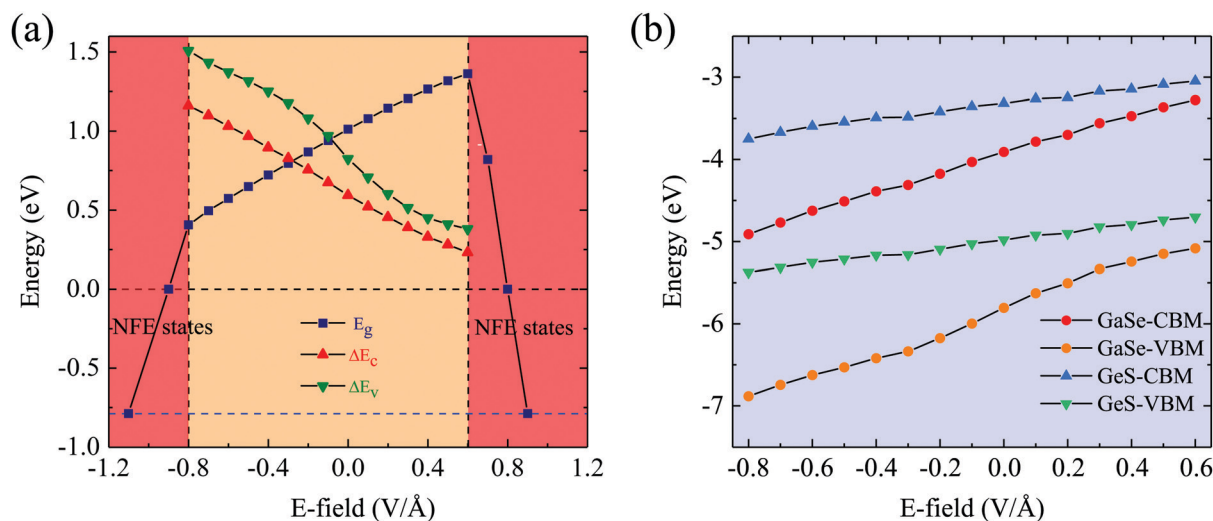 (a)
1.5
1.0
0.5
0.0
-0.5
-1.0
Energy (eV)
NFE states
NFE states
E_g
ΔE_c
ΔE_v
-1.2 -0.8 -0.4 0.0 0.4 0.8 1.2
E-field (V/Å)
(b)
-3
-4
-5
-6
-7
Energy (eV)
GaSe-CBM
GaSe-VBM
GeS-CBM
GeS-VBM
-0.8 -0.6 -0.4 -0.2 0.0 0.2 0.4 0.6
E-field (V/Å)